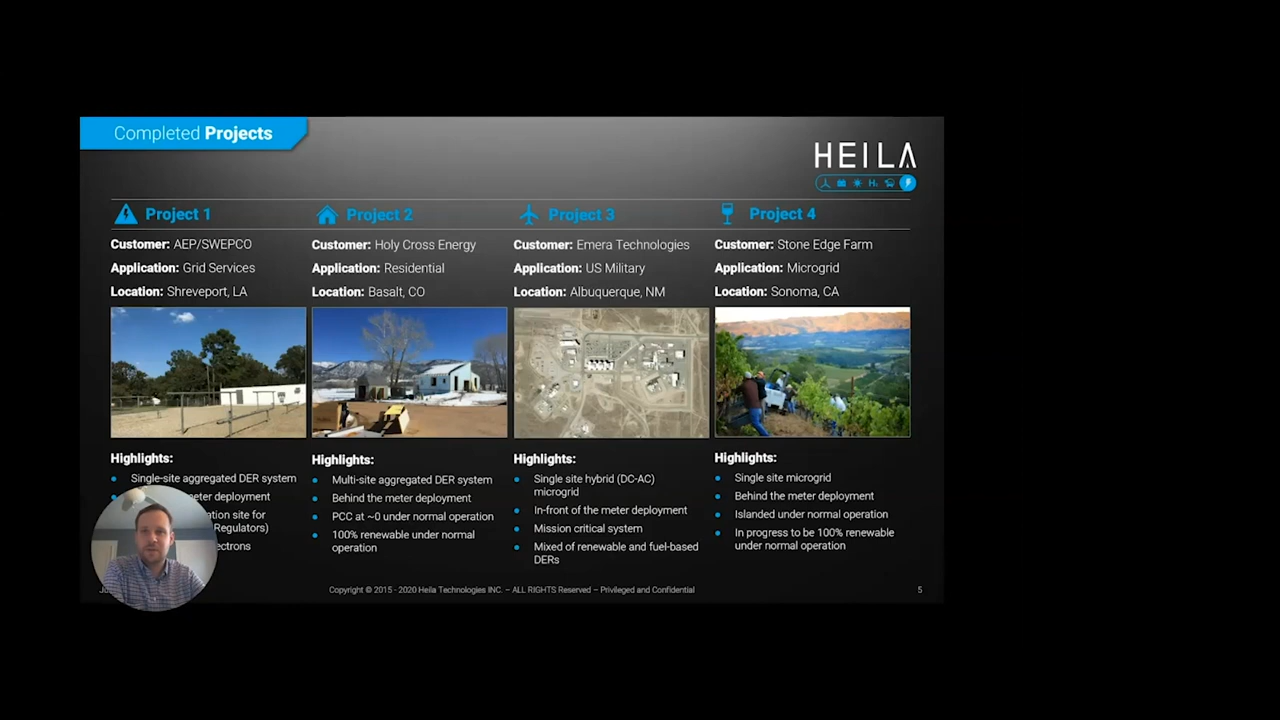 Completed Projects
HEILA
Project 1
Customer: AEP/SWEPCO
Application: Grid Services
Location: Shreveport, LA
Highlights:
Single-site aggregated DER system
meter deployment
site for
Regulators)
Project 2
Customer: Holy Cross Energy
Application: Residential
Location: Basalt, CO
Highlights:
Multi-site aggregated DER system
Behind the meter deployment
PCC at ~0 under normal operation
100% renewable under normal
operation
Project 3
Customer: Emera Technologies
Application: US Military
Location: Albuquerque, NM
Highlights:
Single site hybrid (DC-AC)
microgrid
In-front of the meter deployment
Mission critical system
Mixed of renewable and fuel-based
DERs
Project 4
Customer: Stone Edge Farm
Application: Microgrid
Location: Sonoma, CA
Highlights:
Single site microgrid
Behind the meter deployment
Islanded under normal operation
In progress to be 100% renewable
under normal operation
Copyright © 2015 - 2020 Heila Technologies INC. – ALL RIGHTS Reserved – Privileged and Confidential
5